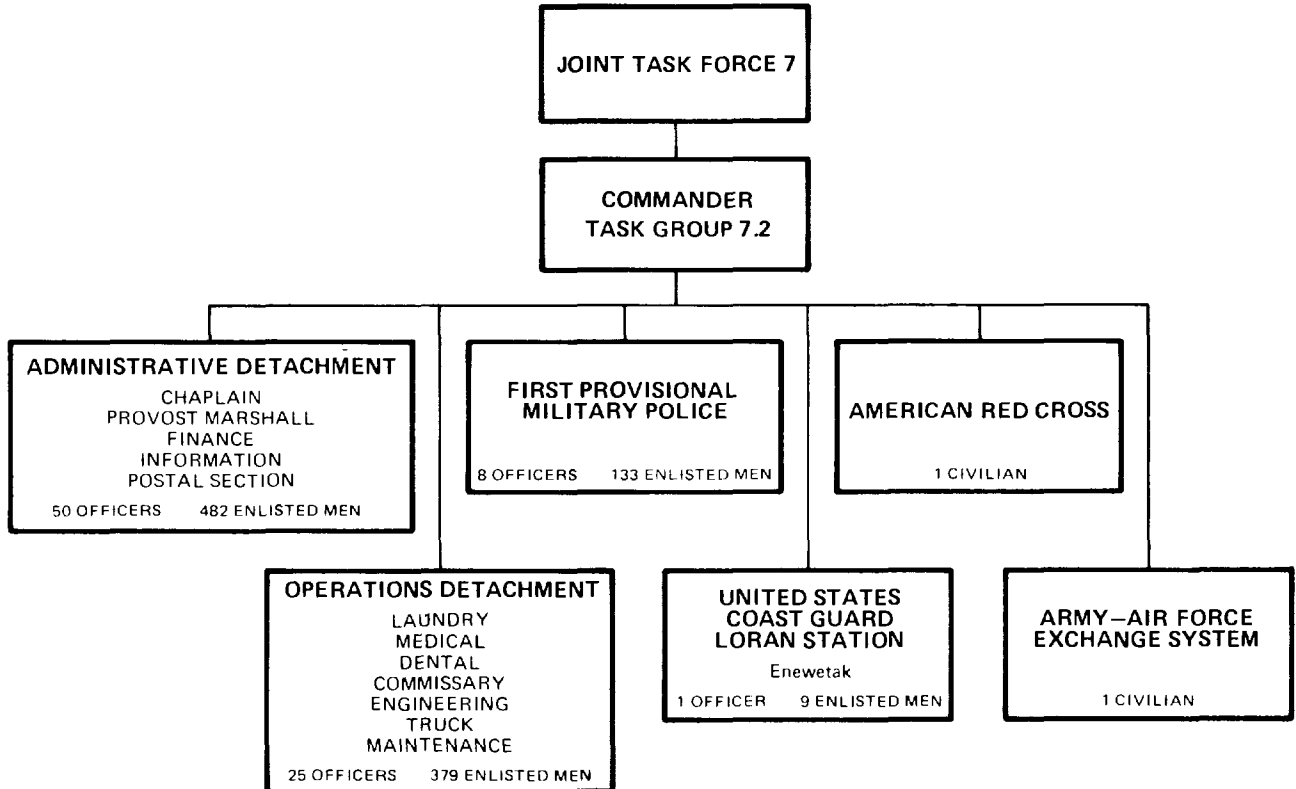 JOINT TASK FORCE 7
COMMANDER
TASK GROUP 7.2
ADMINISTRATIVE DETACHMENT
CHAPLAIN
PROVOST MARSHALL
FINANCE
INFORMATION
POSTAL SECTION
50 OFFICERS 482 ENLISTED MEN
FIRST PROVISIONAL
MILITARY POLICE
8 OFFICERS 133 ENLISTED MEN
AMERICAN RED CROSS
1 CIVILIAN
OPERATIONS DETACHMENT
LAUNDRY
MEDICAL
DENTAL
COMMISSARY
ENGINEERING
TRUCK
MAINTENANCE
25 OFFICERS 379 ENLISTED MEN
UNITED STATES
COAST GUARD
LORAN STATION
Enewetak
1 OFFICER 9 ENLISTED MEN
ARMY–AIR FORCE
EXCHANGE SYSTEM
1 CIVILIAN